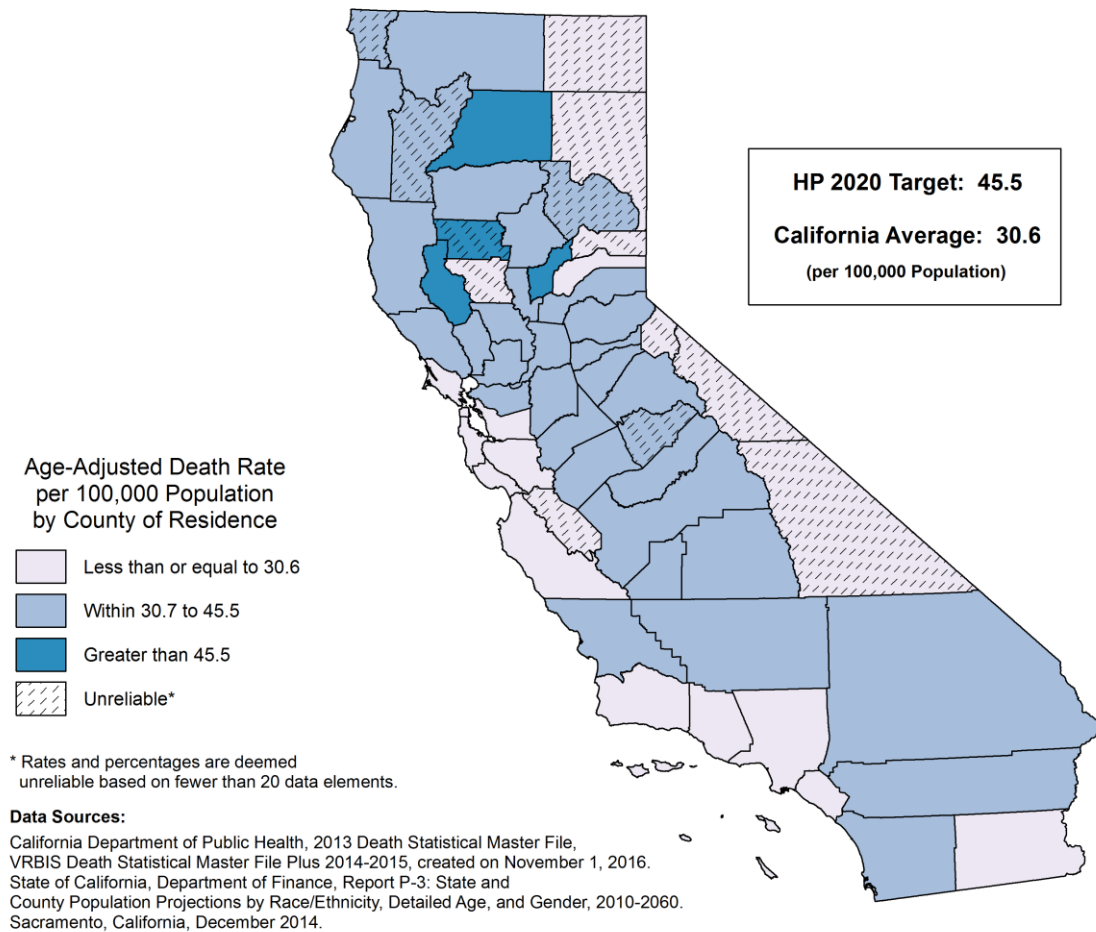 HP 2020 Target: 45.5
California Average: 30.6
(per 100,000 Population)
Age-Adjusted Death Rate
per 100,000 Population
by County of Residence
Less than or equal to 30.6
Within 30.7 to 45.5
Greater than 45.5
Unreliable*
* Rates and percentages are deemed
unreliable based on fewer than 20 data elements.
Data Sources:
California Department of Public Health, 2013 Death Statistical Master File,
VRBIS Death Statistical Master File Plus 2014-2015, created on November 1, 2016.
State of California, Department of Finance, Report P-3: State and
County Population Projections by Race/Ethnicity, Detailed Age, and Gender, 2010-2060.
Sacramento, California, December 2014.